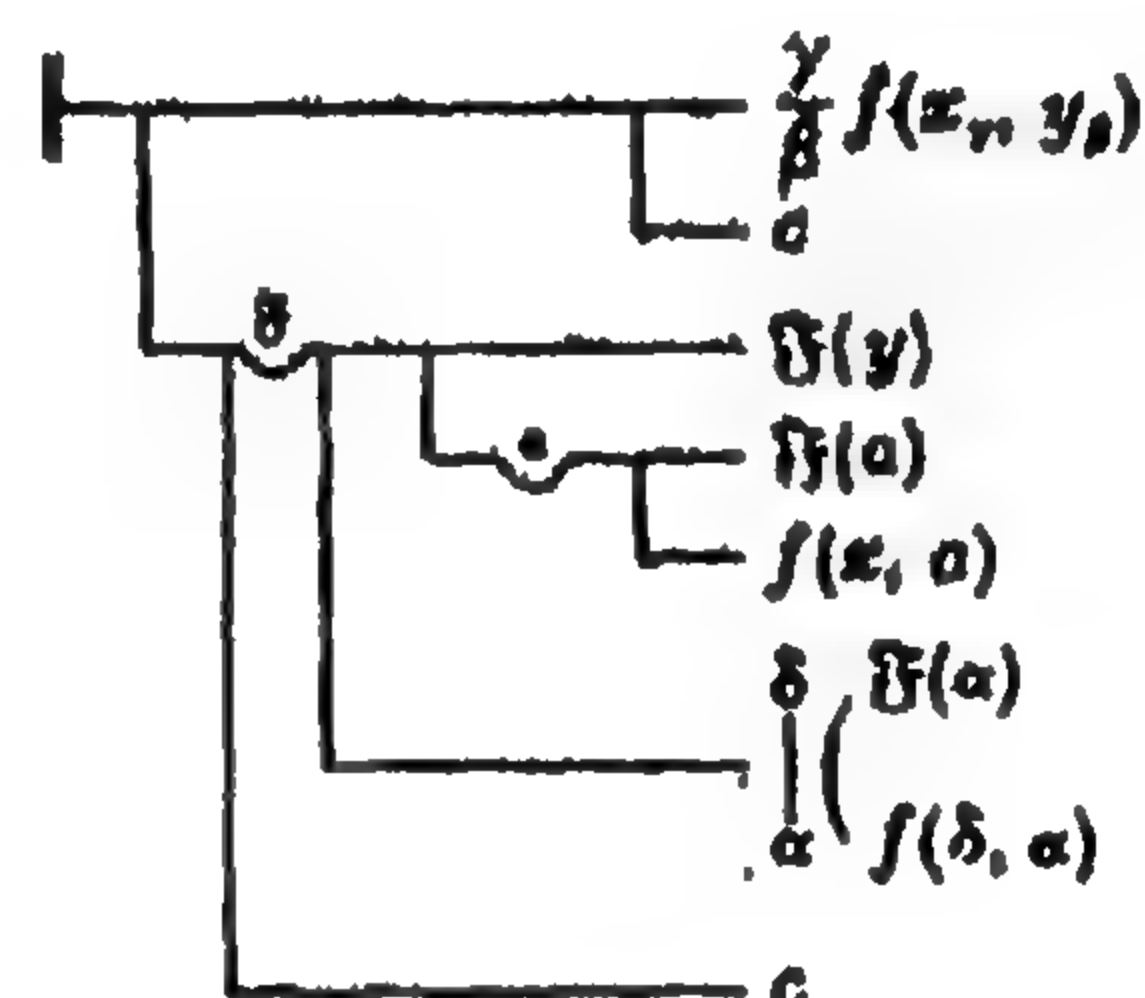 γ/β f(x_γ, y_β)
a
𝔉
𝔉(y)
𝔉(a)
f(x, a)
δ 𝔉(α)
α f(δ, α)